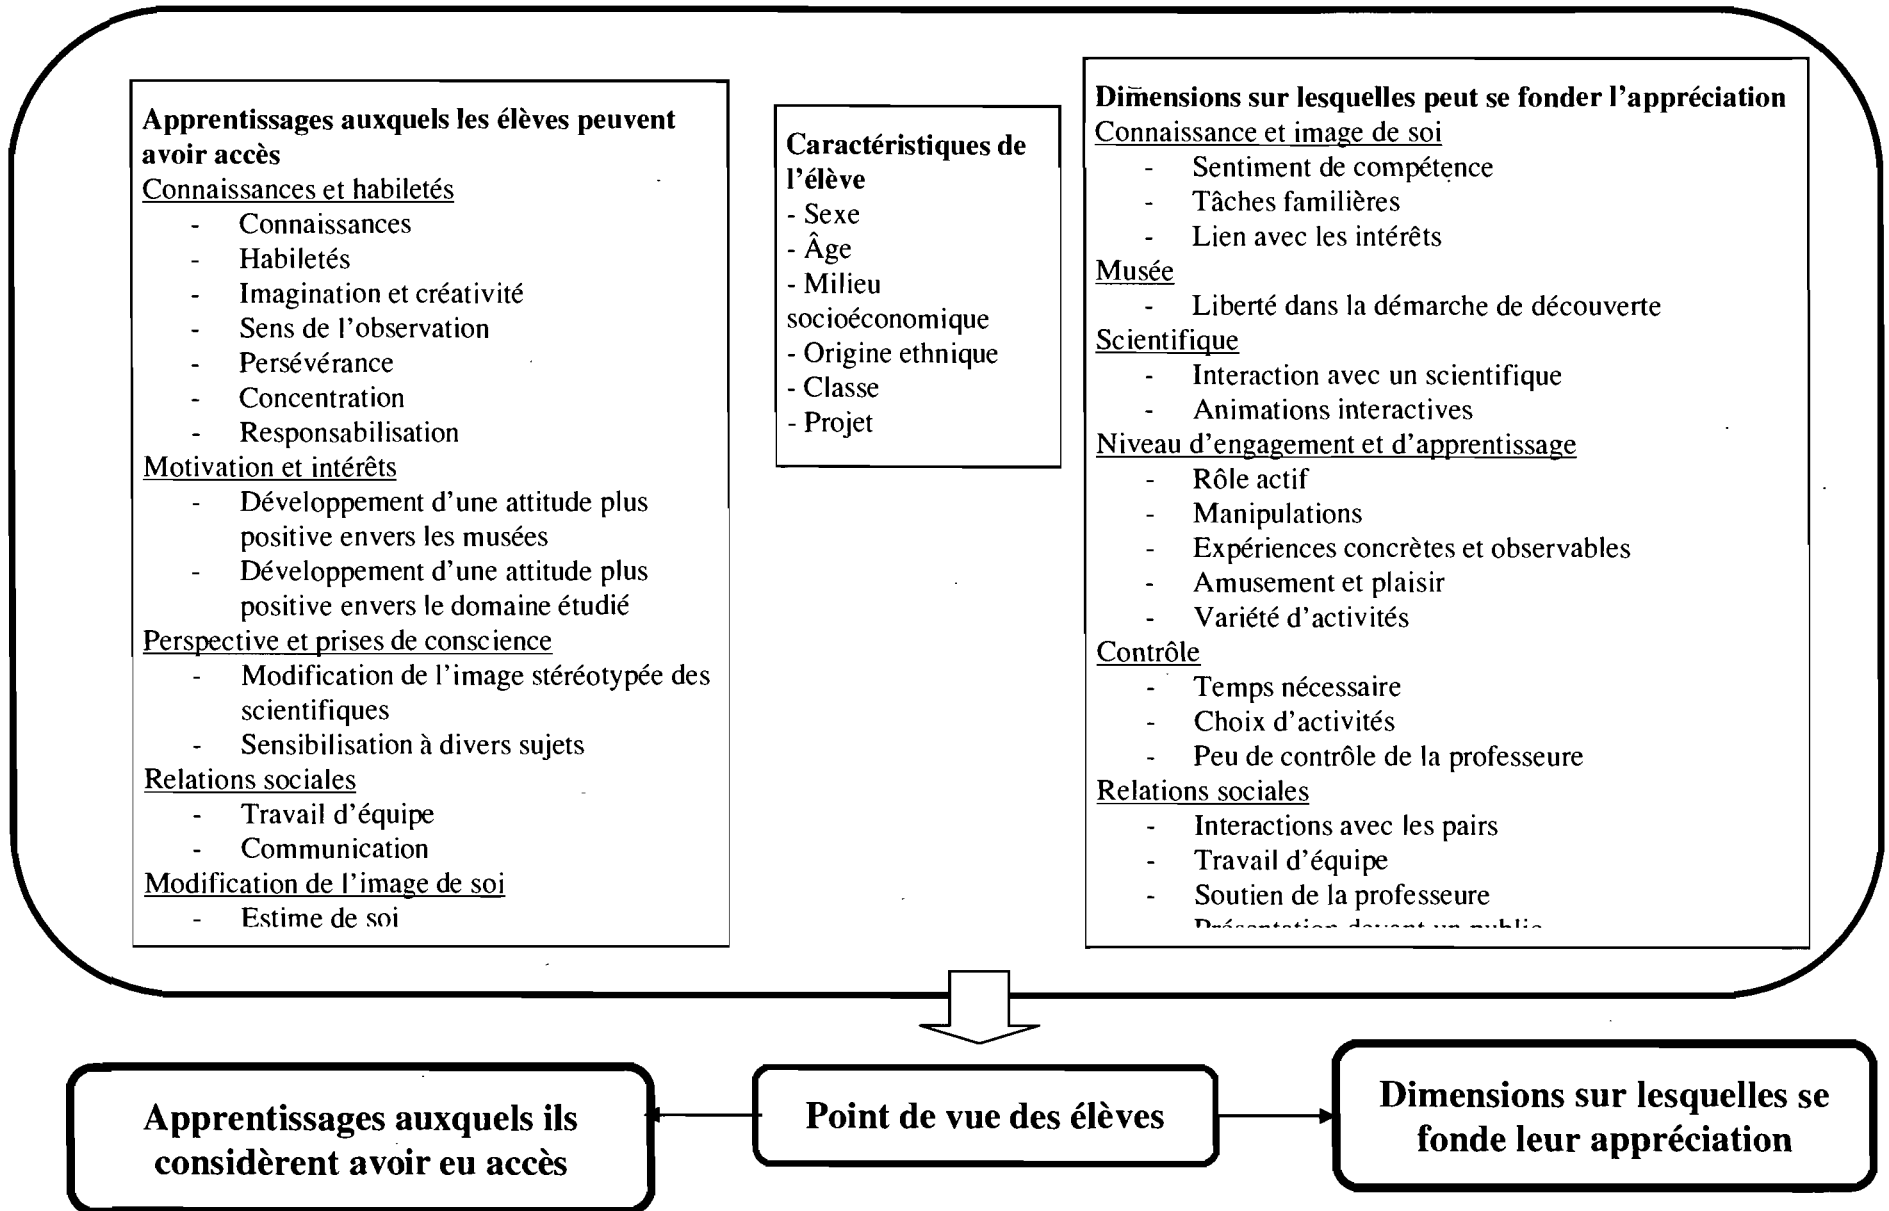 Apprentissages auxquels les élèves peuvent
avoir accès
Connaissances et habiletés
- Connaissances
- Habiletés
- Imagination et créativité
- Sens de l'observation
- Persévérance
- Concentration
- Responsabilisation
Motivation et intérêts
- Développement d'une attitude plus
positive envers les musées
- Développement d'une attitude plus
positive envers le domaine étudié
Perspective et prises de conscience
- Modification de l'image stéréotypée des
scientifiques
- Sensibilisation à divers sujets
Relations sociales
- Travail d'équipe
- Communication
Modification de l'image de soi
- Estime de soi
Caractéristiques de
l'élève
- Sexe
- Âge
- Milieu
socioéconomique
- Origine ethnique
- Classe
- Projet
Dimensions sur lesquelles peut se fonder l'appréciation
Connaissance et image de soi
- Sentiment de compétence
- Tâches familières
- Lien avec les intérêts
Musée
- Liberté dans la démarche de découverte
Scientifique
- Interaction avec un scientifique
- Animations interactives
Niveau d'engagement et d'apprentissage
- Rôle actif
- Manipulations
- Expériences concrètes et observables
- Amusement et plaisir
- Variété d'activités
Contrôle
- Temps nécessaire
- Choix d'activités
- Peu de contrôle de la professeure
Relations sociales
- Interactions avec les pairs
- Travail d'équipe
- Soutien de la professeure
Présentation devant un public
Apprentissages auxquels ils
considèrent avoir eu accès
Point de vue des élèves
Dimensions sur lesquelles se
fonde leur appréciation